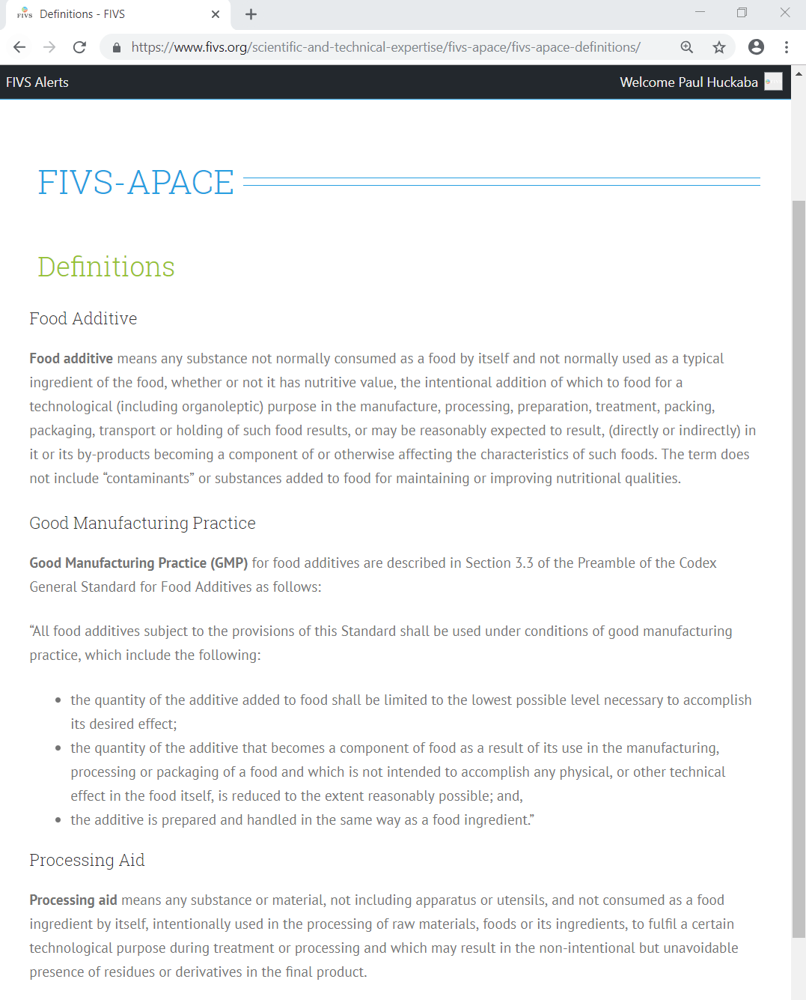 FIVS Definitions - FIVS
https://www.fivs.org/scientific-and-technical-expertise/fivs-apace/fivs-apace-definitions/
FIVS Alerts Welcome Paul Huckaba
FIVS-APACE
Definitions
Food Additive
Food additive means any substance not normally consumed as a food by itself and not normally used as a typical
ingredient of the food, whether or not it has nutritive value, the intentional addition of which to food for a
technological (including organoleptic) purpose in the manufacture, processing, preparation, treatment, packing,
packaging, transport or holding of such food results, or may be reasonably expected to result, (directly or indirectly) in
it or its by-products becoming a component of or otherwise affecting the characteristics of such foods. The term does
not include “contaminants” or substances added to food for maintaining or improving nutritional qualities.
Good Manufacturing Practice
Good Manufacturing Practice (GMP) for food additives are described in Section 3.3 of the Preamble of the Codex
General Standard for Food Additives as follows:
“All food additives subject to the provisions of this Standard shall be used under conditions of good manufacturing
practice, which include the following:
• the quantity of the additive added to food shall be limited to the lowest possible level necessary to accomplish
its desired effect;
• the quantity of the additive that becomes a component of food as a result of its use in the manufacturing,
processing or packaging of a food and which is not intended to accomplish any physical, or other technical
effect in the food itself, is reduced to the extent reasonably possible; and,
• the additive is prepared and handled in the same way as a food ingredient.”
Processing Aid
Processing aid means any substance or material, not including apparatus or utensils, and not consumed as a food
ingredient by itself, intentionally used in the processing of raw materials, foods or its ingredients, to fulfil a certain
technological purpose during treatment or processing and which may result in the non-intentional but unavoidable
presence of residues or derivatives in the final product.